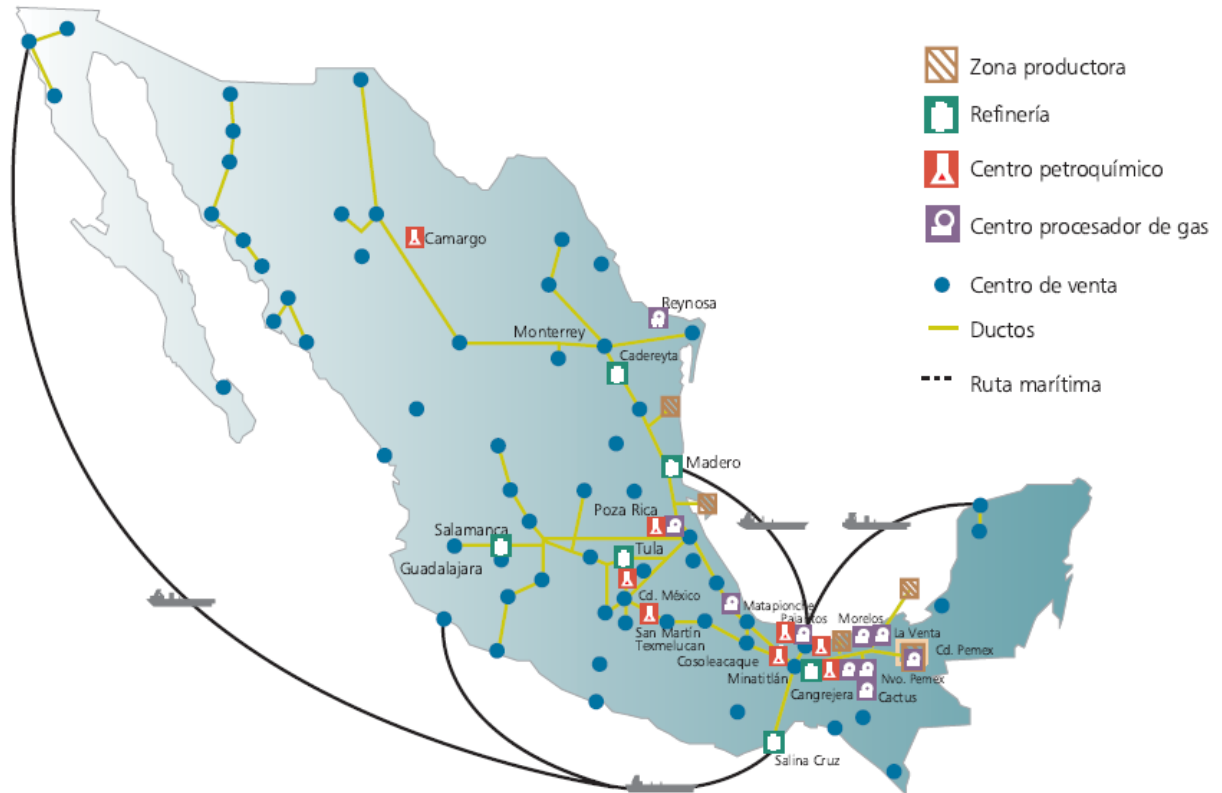 Zona productora
Refinería
Centro petroquímico
Centro procesador de gas
Centro de venta
Ductos
Ruta marítima
Camargo
Reynosa
Monterrey
Cadereyta
Madero
Poza Rica
Salamanca
Tula
Guadalajara
Cd. México
San Martín
Texmelucan
Matapionche
Pajaritos
Morelos
La Venta
Cosoleacaque
Cd. Pemex
Minatitlán
Nvo. Pemex
Cangrejera
Cactus
Salina Cruz